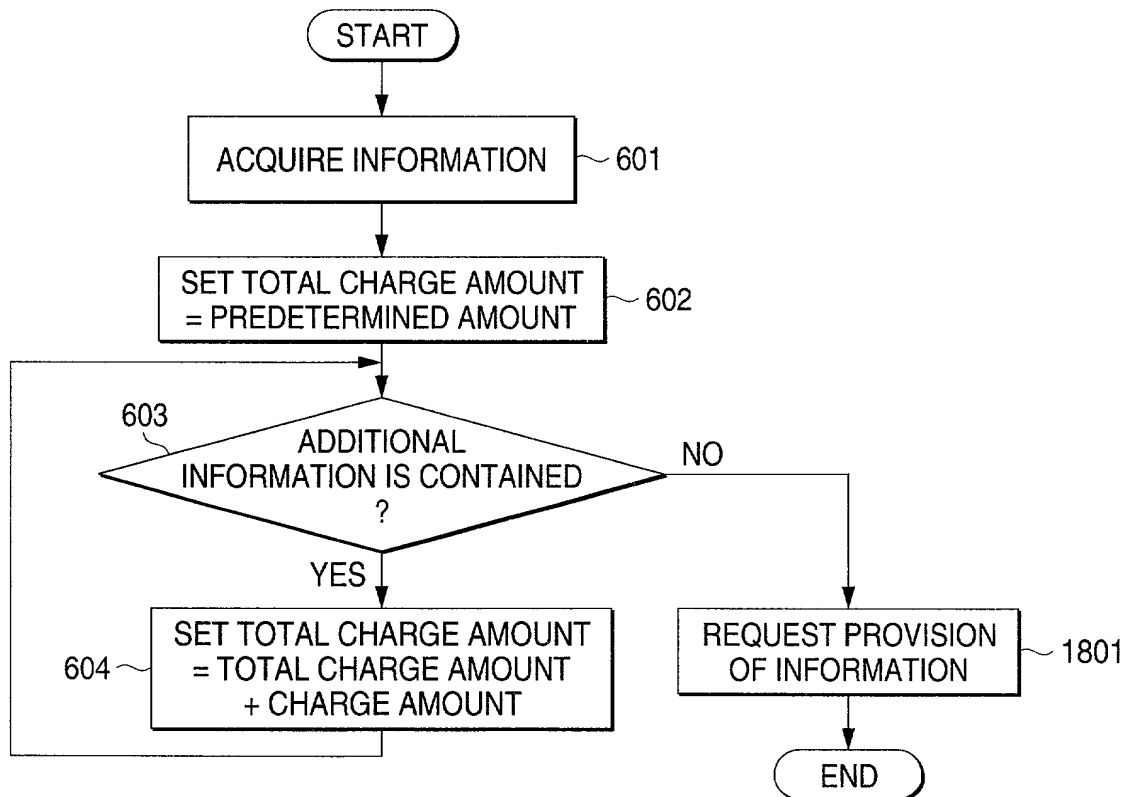 START
ACQUIRE INFORMATION
601
SET TOTAL CHARGE AMOUNT
= PREDETERMINED AMOUNT
602
603
ADDITIONAL
INFORMATION IS CONTAINED
?
NO
YES
SET TOTAL CHARGE AMOUNT
= TOTAL CHARGE AMOUNT
+ CHARGE AMOUNT
604
REQUEST PROVISION
OF INFORMATION
1801
END